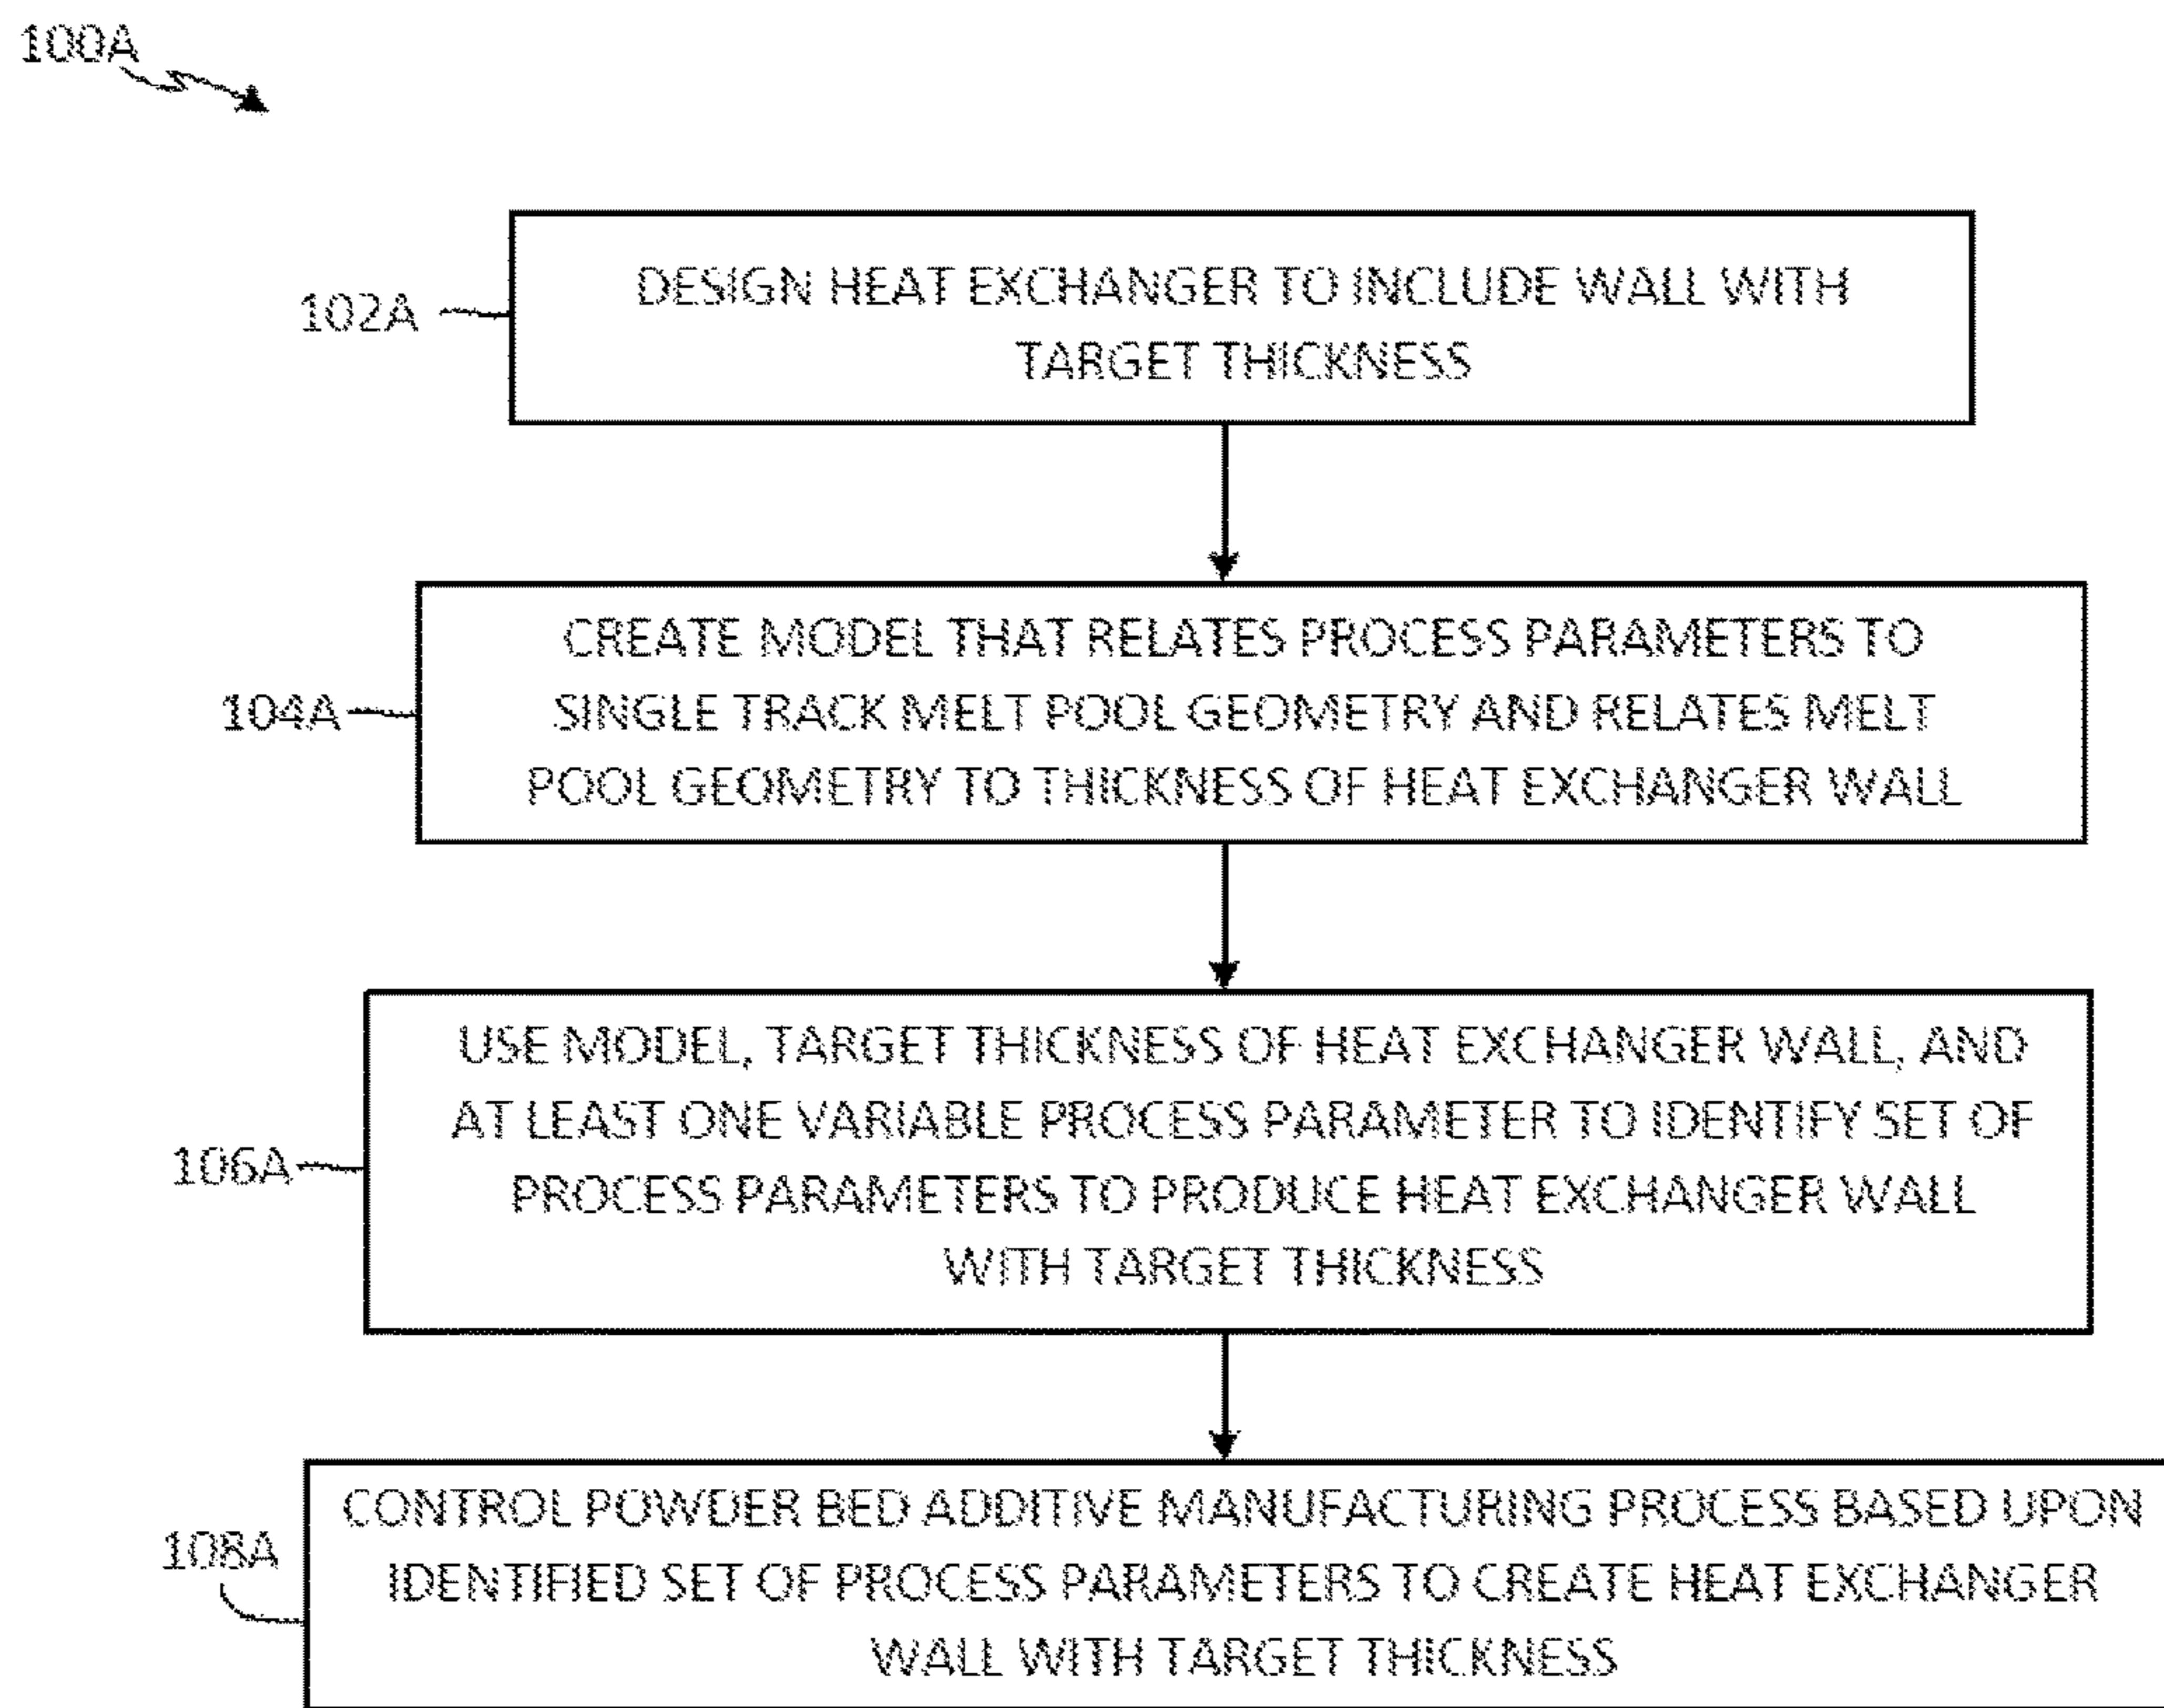 100A
DESIGN HEAT EXCHANGER TO INCLUDE WALL WITH
TARGET THICKNESS
102A
CREATE MODEL THAT RELATES PROCESS PARAMETERS TO
SINGLE TRACK MELT POOL GEOMETRY AND RELATES MELT
POOL GEOMETRY TO THICKNESS OF HEAT EXCHANGER WALL
104A
USE MODEL, TARGET THICKNESS OF HEAT EXCHANGER WALL, AND
AT LEAST ONE VARIABLE PROCESS PARAMETER TO IDENTIFY SET OF
PROCESS PARAMETERS TO PRODUCE HEAT EXCHANGER WALL
WITH TARGET THICKNESS
106A
CONTROL POWDER BED ADDITIVE MANUFACTURING PROCESS BASED UPON
IDENTIFIED SET OF PROCESS PARAMETERS TO CREATE HEAT EXCHANGER
WALL WITH TARGET THICKNESS
108A